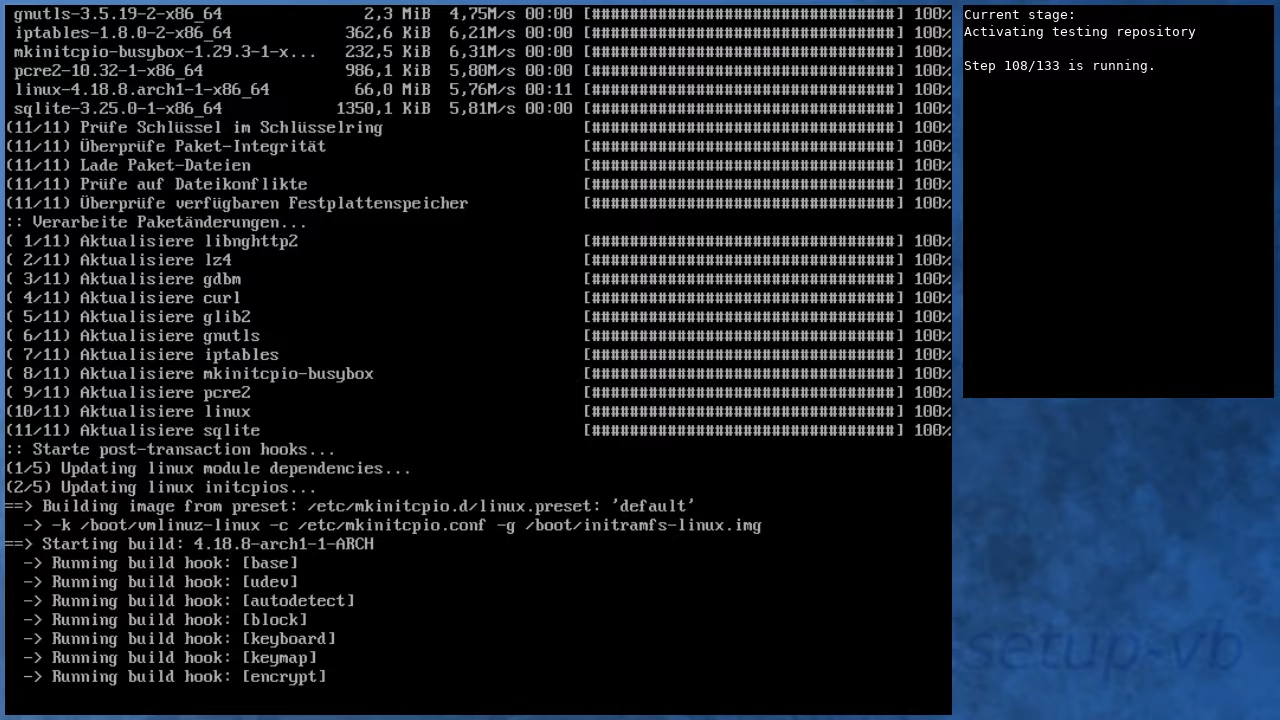 gnutls-3.5.19-2-x86_64 2,3 MiB 4,75M/s 00:00 [################################] 100%
iptables-1.8.0-2-x86_64 362,6 KiB 6,21M/s 00:00 [################################] 100%
mkinitcpio-busybox-1.29.3-1-x... 232,5 KiB 6,31M/s 00:00 [################################] 100%
pcre2-10.32-1-x86_64 986,1 KiB 5,80M/s 00:00 [################################] 100%
linux-4.18.8.arch1-1-x86_64 66,0 MiB 5,76M/s 00:11 [################################] 100%
sqlite-3.25.0-1-x86_64 1350,1 KiB 5,81M/s 00:00 [################################] 100%
(11/11) Prüfe Schlüssel im Schlüsselring [################################] 100%
(11/11) Überprüfe Paket-Integrität [################################] 100%
(11/11) Lade Paket-Dateien [################################] 100%
(11/11) Prüfe auf Dateikonflikte [################################] 100%
(11/11) Überprüfe verfügbaren Festplattenspeicher [################################] 100%
:: Verarbeite Paketänderungen...
( 1/11) Aktualisiere libnghttp2 [################################] 100%
( 2/11) Aktualisiere lz4 [################################] 100%
( 3/11) Aktualisiere gdbm [################################] 100%
( 4/11) Aktualisiere curl [################################] 100%
( 5/11) Aktualisiere glib2 [################################] 100%
( 6/11) Aktualisiere gnutls [################################] 100%
( 7/11) Aktualisiere iptables [################################] 100%
( 8/11) Aktualisiere mkinitcpio-busybox [################################] 100%
( 9/11) Aktualisiere pcre2 [################################] 100%
(10/11) Aktualisiere linux [################################] 100%
(11/11) Aktualisiere sqlite [################################] 100%
:: Starte post-transaction hooks...
(1/5) Updating linux module dependencies...
(2/5) Updating linux initcpios...
==> Building image from preset: /etc/mkinitcpio.d/linux.preset: 'default'
-> -k /boot/vmlinuz-linux -c /etc/mkinitcpio.conf -g /boot/initramfs-linux.img
==> Starting build: 4.18.8-arch1-1-ARCH
-> Running build hook: [base]
-> Running build hook: [udev]
-> Running build hook: [autodetect]
-> Running build hook: [block]
-> Running build hook: [keyboard]
-> Running build hook: [keymap]
-> Running build hook: [encrypt]
Current stage:
Activating testing repository
Step 108/133 is running.
setup-vb